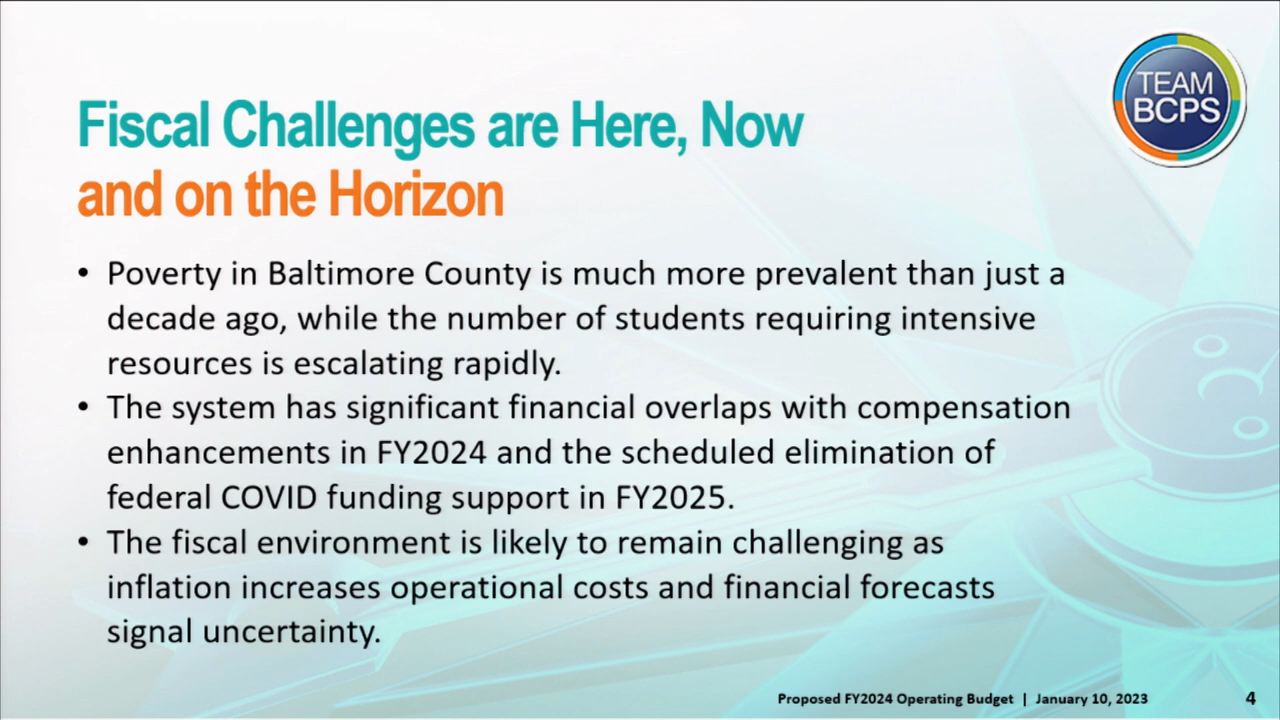 TEAM
BCPS
Fiscal Challenges are Here, Now
and on the Horizon
• Poverty in Baltimore County is much more prevalent than just a
decade ago, while the number of students requiring intensive
resources is escalating rapidly.
• The system has significant financial overlaps with compensation
enhancements in FY2024 and the scheduled elimination of
federal COVID funding support in FY2025.
• The fiscal environment is likely to remain challenging as
inflation increases operational costs and financial forecasts
signal uncertainty.
Proposed FY2024 Operating Budget | January 10, 2023 4